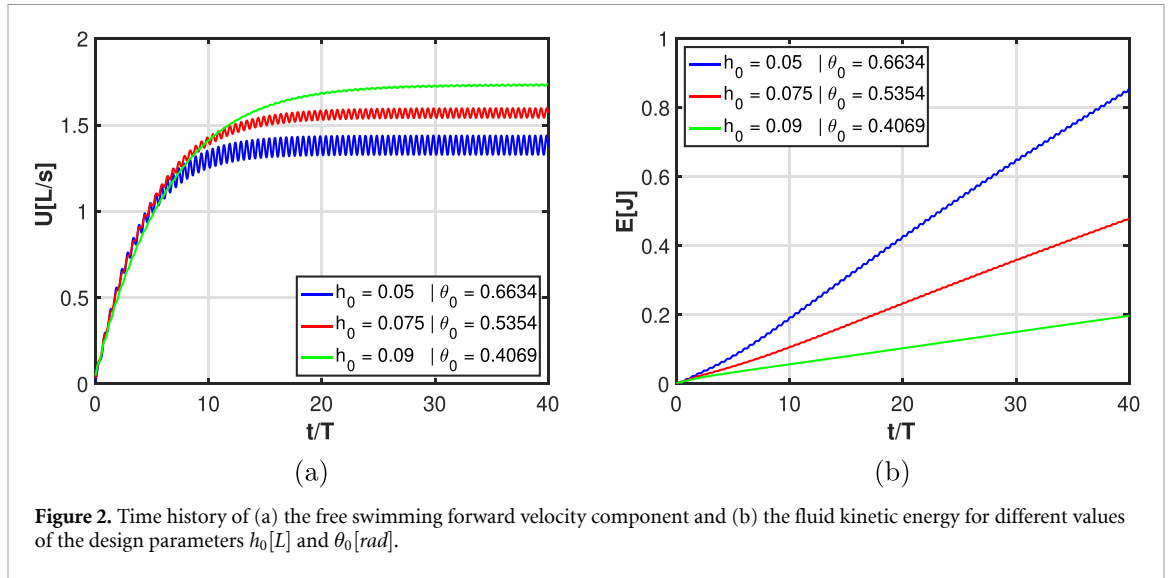 2
1.5
1
0.5
0
U[L/s]
0 10 20 30 40
t/T
h0 = 0.05 | θ0 = 0.6634
h0 = 0.075 | θ0 = 0.5354
h0 = 0.09 | θ0 = 0.4069
(a)
1
0.8
0.6
0.4
0.2
0
E[J]
0 10 20 30 40
t/T
h0 = 0.05 | θ0 = 0.6634
h0 = 0.075 | θ0 = 0.5354
h0 = 0.09 | θ0 = 0.4069
(b)
Figure 2. Time history of (a) the free swimming forward velocity component and (b) the fluid kinetic energy for different values
of the design parameters h0[L] and θ0[rad].